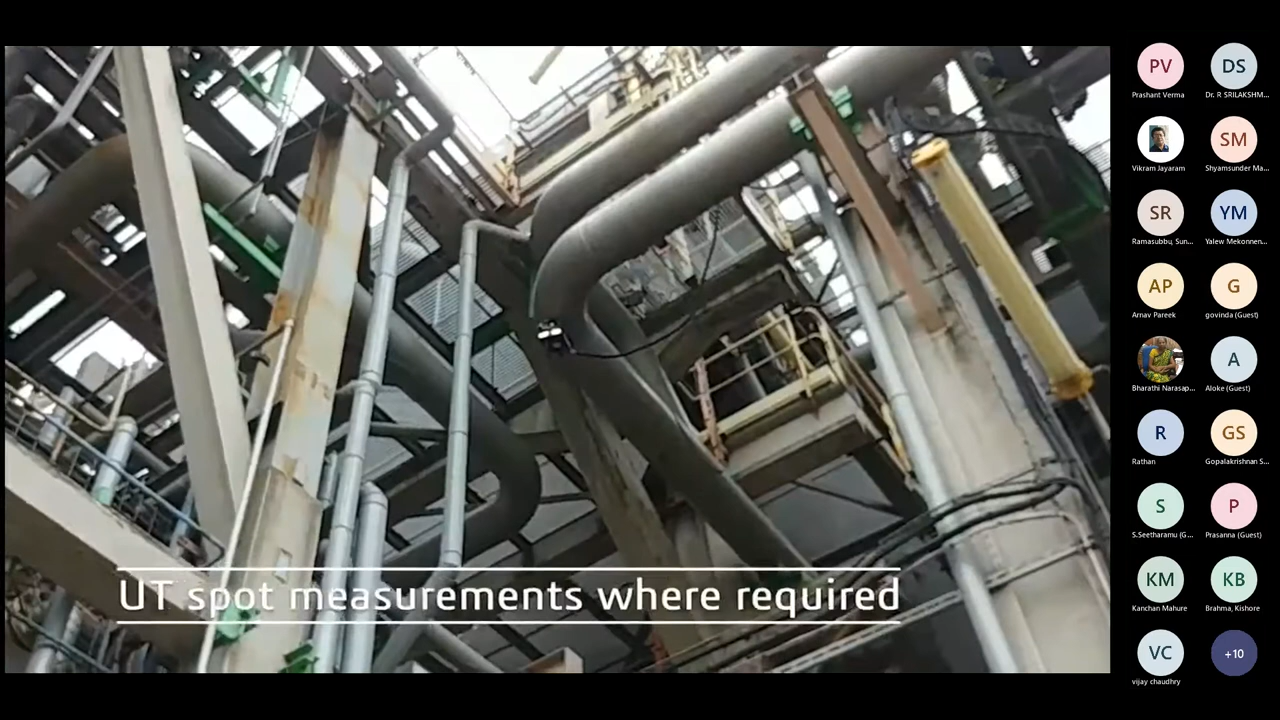 UT spot measurements where required
PV
DS
Prashant Verma
Dr. R SRILAKSHM...
SM
Vikram Jayaram
Shyamsunder Ma...
SR
YM
Ramasubbu, Sun...
Yalew Mekonnen...
AP
G
Arnav Pareek
govinda (Guest)
A
Bharathi Narasap...
Aloke (Guest)
R
GS
Rathan
Gopalakrishnan S...
S
P
S.Seetharamu (G...
Prasanna (Guest)
KM
KB
Kanchan Mahure
Brahma, Kishore
VC
+10
vijay chaudhry